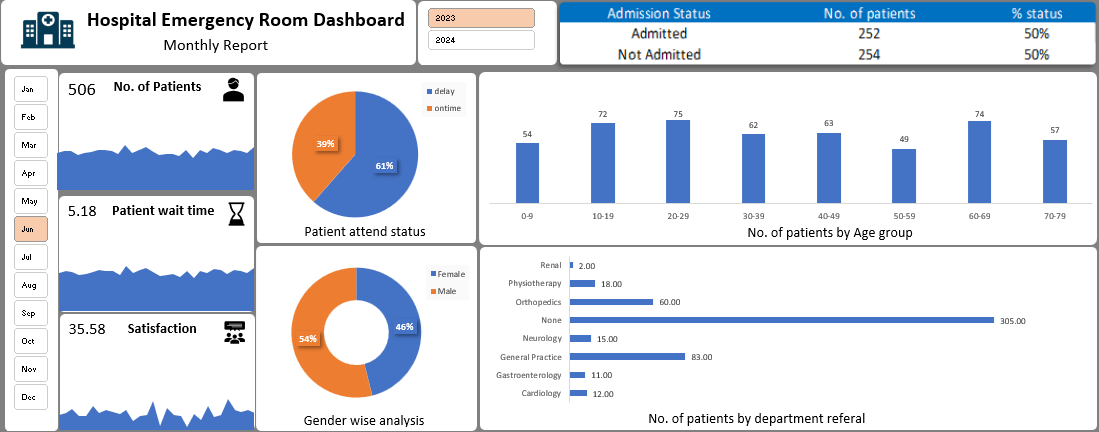 Hospital Emergency Room Dashboard
Monthly Report
2023
2024
Admission Status No. of patients % status
Admitted 252 50%
Not Admitted 254 50%
Jan
Feb
Mar
Apr
May
Jun
Jul
Aug
Sep
Oct
Nov
Dec
506 No. of Patients
5.18 Patient wait time
35.58 Satisfaction
delay
ontime
39%
61%
Patient attend status
Female
Male
46%
54%
Gender wise analysis
54 72 75 62 63 49 74 57
0-9 10-19 20-29 30-39 40-49 50-59 60-69 70-79
No. of patients by Age group
Renal 2.00
Physiotherapy 18.00
Orthopedics 60.00
None 305.00
Neurology 15.00
General Practice 83.00
Gastroenterology 11.00
Cardiology 12.00
No. of patients by department referal